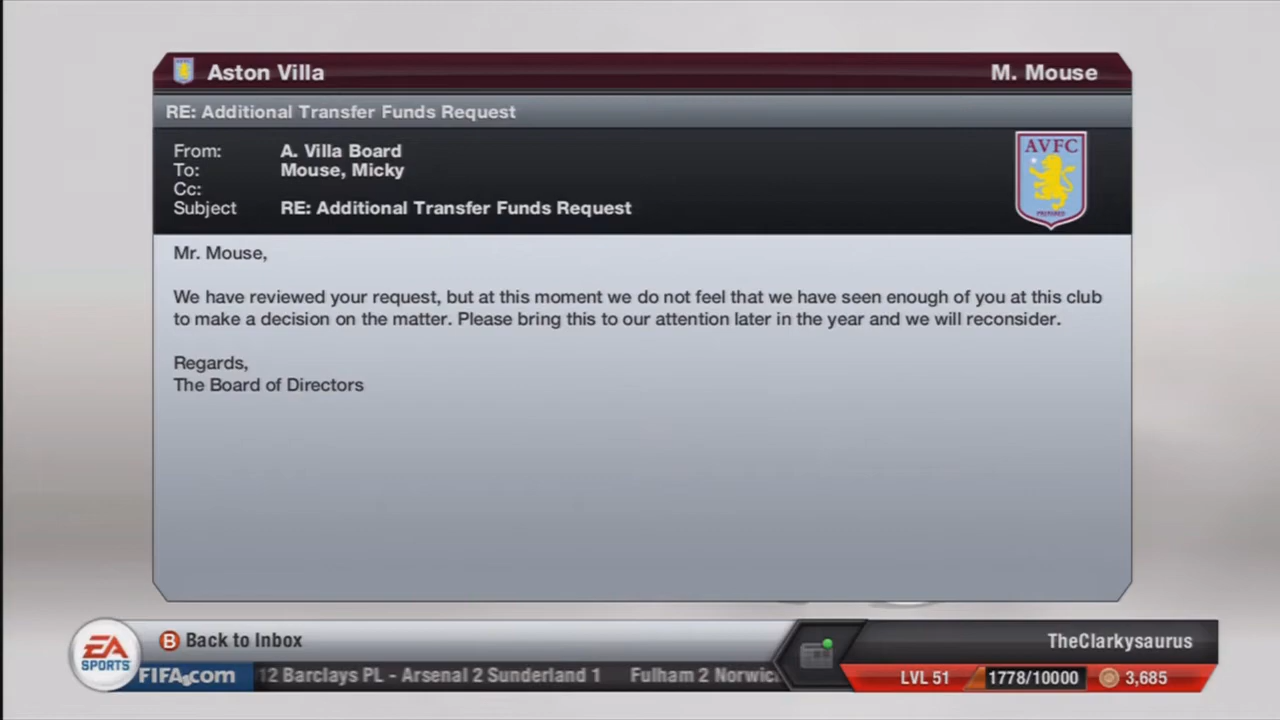 Aston Villa
M. Mouse
RE: Additional Transfer Funds Request
From: A. Villa Board
To: Mouse, Micky
Cc:
Subject RE: Additional Transfer Funds Request
AVFC
PREPARED
Mr. Mouse,
We have reviewed your request, but at this moment we do not feel that we have seen enough of you at this club
to make a decision on the matter. Please bring this to our attention later in the year and we will reconsider.
Regards,
The Board of Directors
B Back to Inbox
TheClarkysaurus
EA
SPORTS
FIFA.com
12 Barclays PL - Arsenal 2 Sunderland 1 Fulham 2 Norwic
LVL 51 1778/10000 3,685